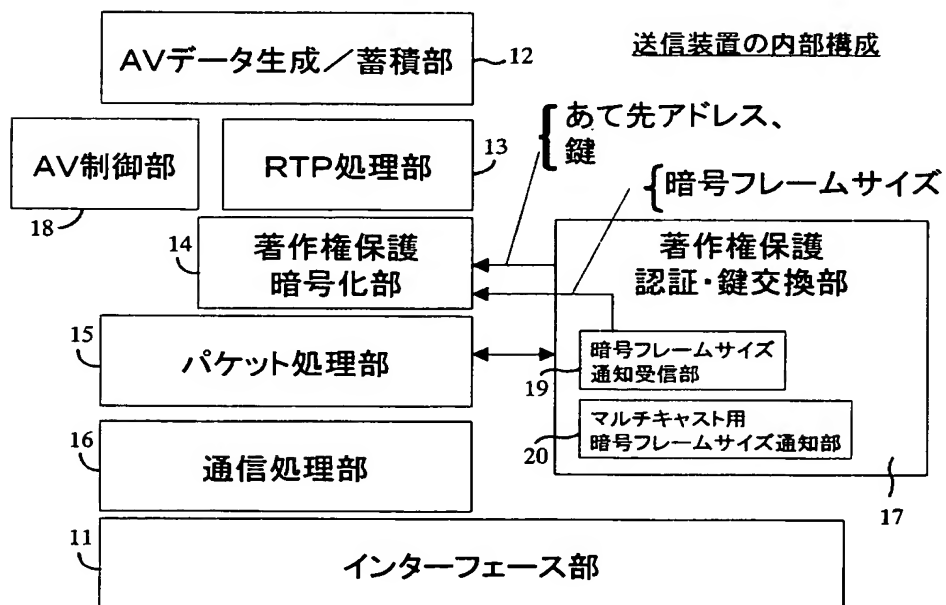 送信装置の内部構成
AVデータ生成／蓄積部
12
あて先アドレス、
鍵
AV制御部
18
RTP処理部
13
暗号フレームサイズ
14
著作権保護
暗号化部
著作権保護
認証・鍵交換部
15
パケット処理部
暗号フレームサイズ
通知受信部
19
マルチキャスト用
暗号フレームサイズ通知部
20
16
通信処理部
17
11
インターフェース部